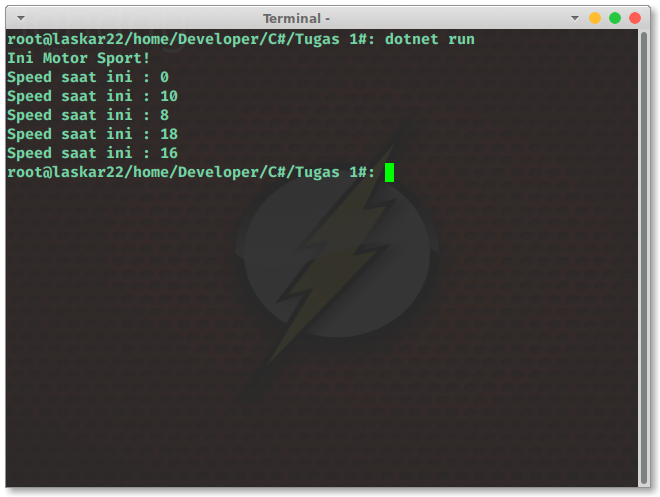 Terminal -
root@laskar22/home/Developer/C#/Tugas 1#: dotnet run
Ini Motor Sport!
Speed saat ini : 0
Speed saat ini : 10
Speed saat ini : 8
Speed saat ini : 18
Speed saat ini : 16
root@laskar22/home/Developer/C#/Tugas 1#: